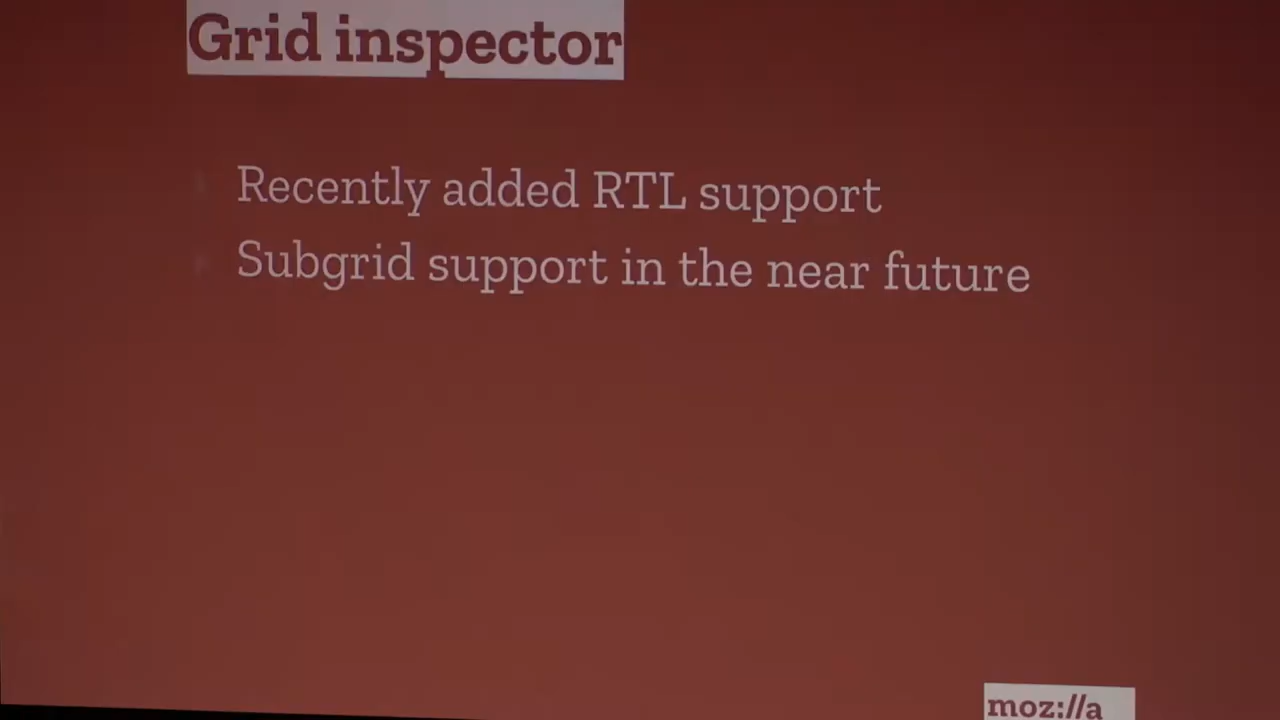 Grid inspector
Recently added RTL support
Subgrid support in the near future
moz://a